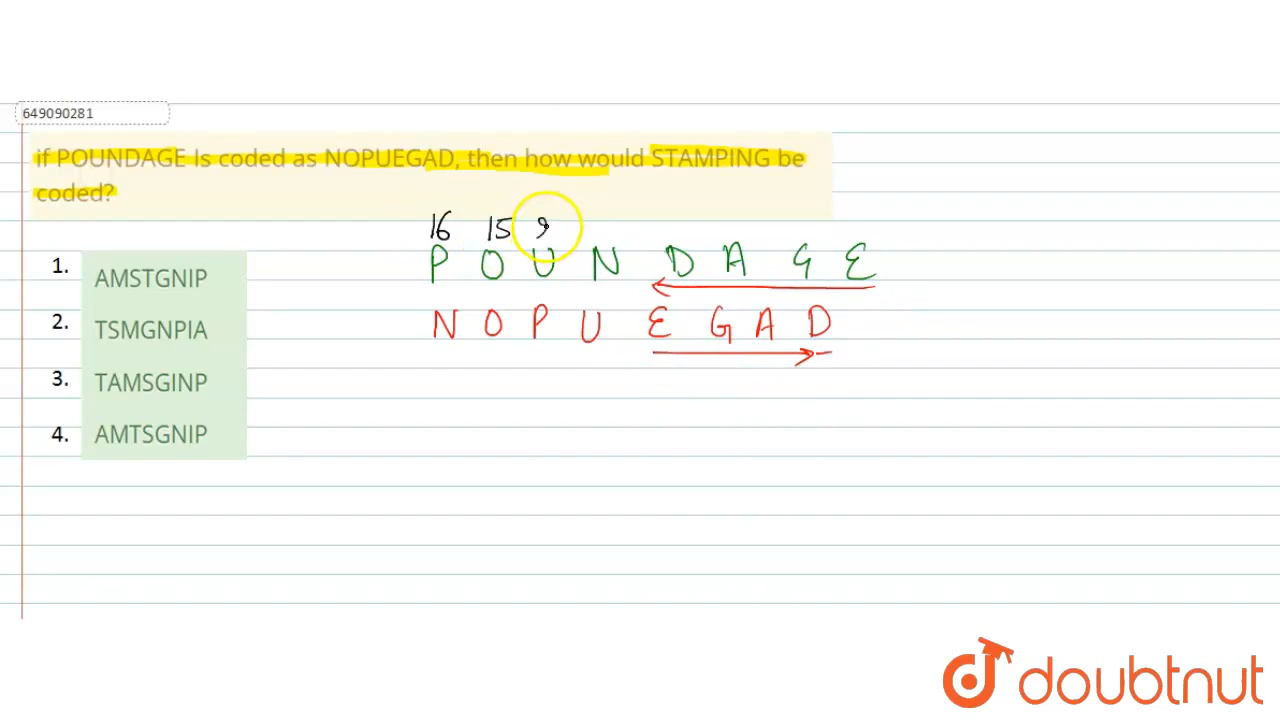 649090281
if POUNDAGE Is coded as NOPUEGAD, then how would STAMPING be
coded?
16 15
P O U N D A G E
N O P U E G A D
1. AMSTGNIP
2. TSMGNPIA
3. TAMSGINP
4. AMTSGNIP
doubtnut